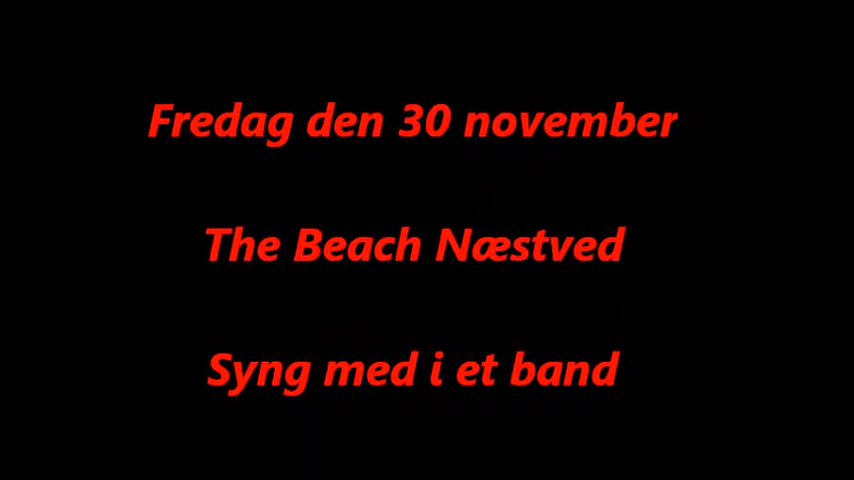 Fredag den 30 november
The Beach Næstved
Syng med i et band